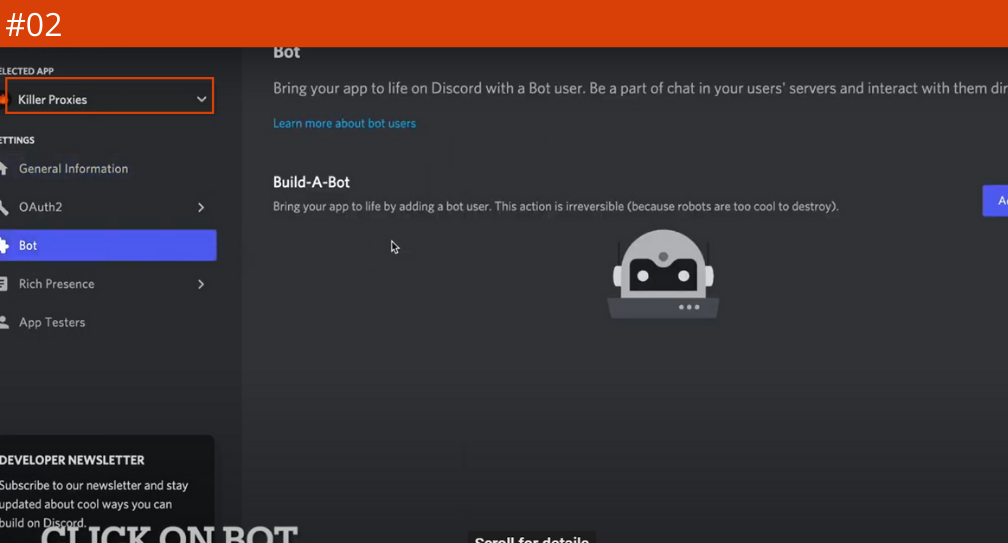 #02
Bot
SELECTED APP
Killer Proxies
Bring your app to life on Discord with a Bot user. Be a part of chat in your users' servers and interact with them dir
Learn more about bot users
SETTINGS
General Information
OAuth2
Bot
Rich Presence
App Testers
Build-A-Bot
Bring your app to life by adding a bot user. This action is irreversible (because robots are too cool to destroy).
DEVELOPER NEWSLETTER
Subscribe to our newsletter and stay
updated about cool ways you can
build on Discord.
CLICK ON BOT
Scroll for details